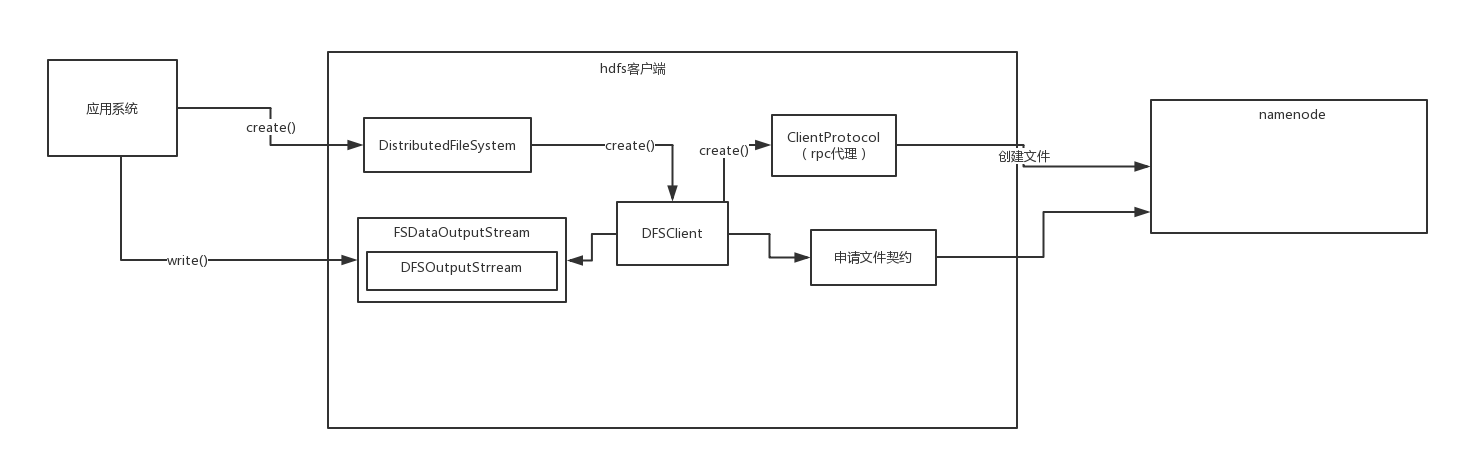 hdfs客户端
应用系统
create()
DistributedFileSystem
create()
create()
ClientProtocol
（rpc代理）
创建文件
namenode
write()
FSDataOutputStream
DFSOutputStrream
DFSClient
申请文件契约